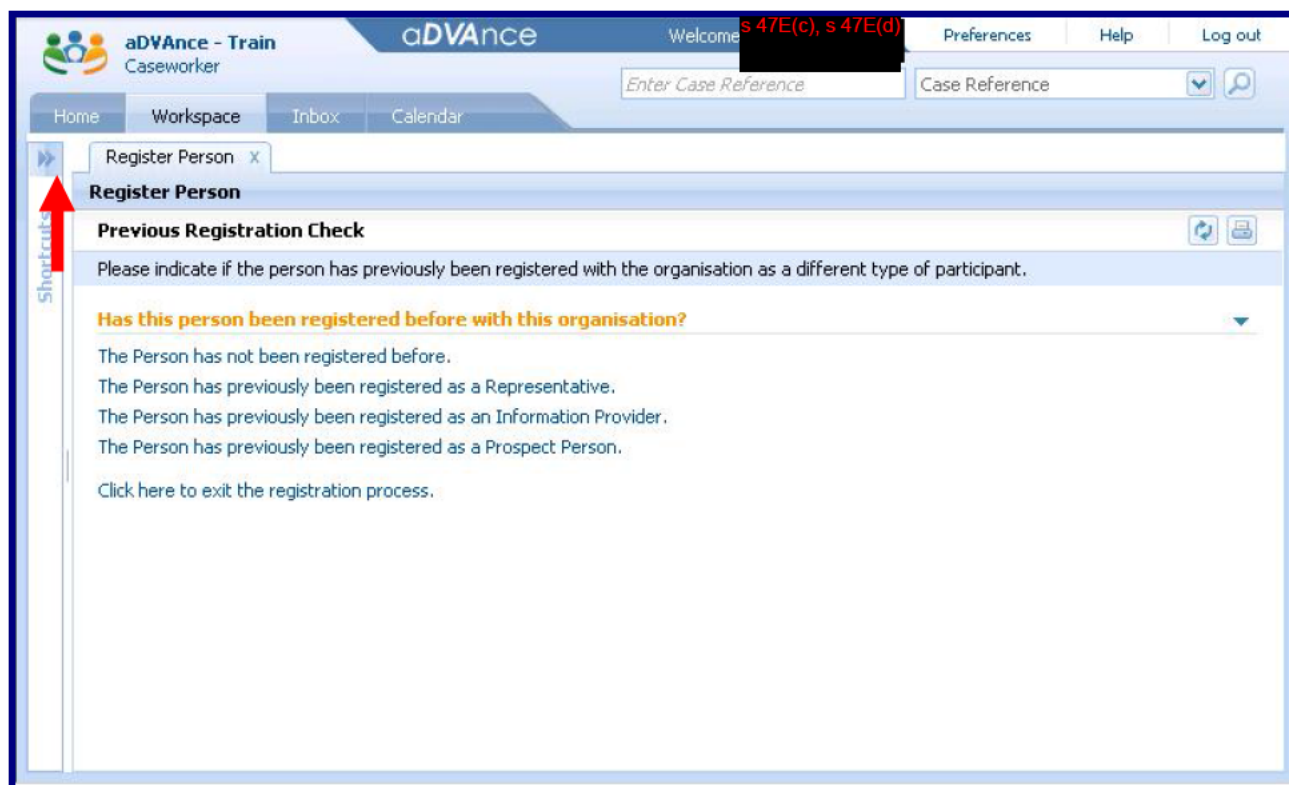 aDVAnce - Train
Caseworker
aDVAnce
Welcome s 47E(c), s 47E(d) Preferences Help Log out
Enter Case Reference Case Reference
Home Workspace Inbox Calendar
Register Person x
Register Person
Shortcuts
Previous Registration Check
Please indicate if the person has previously been registered with the organisation as a different type of participant.
Has this person been registered before with this organisation?
The Person has not been registered before.
The Person has previously been registered as a Representative.
The Person has previously been registered as an Information Provider.
The Person has previously been registered as a Prospect Person.
Click here to exit the registration process.